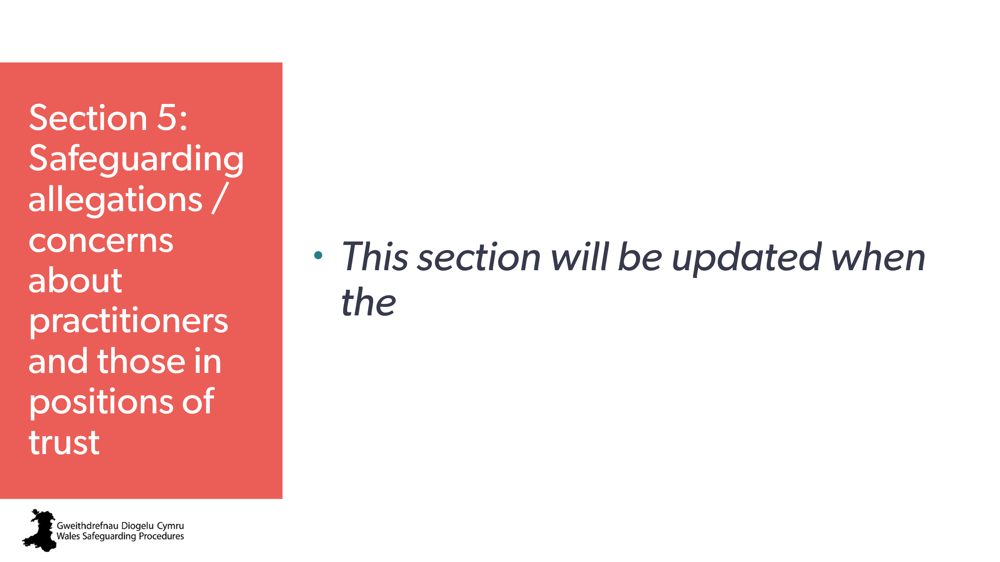 Section 5:
Safeguarding
allegations /
concerns
about
practitioners
and those in
positions of
trust
• This section will be updated when
the
Gweithdrefnau Diogelu Cymru
Wales Safeguarding Procedures